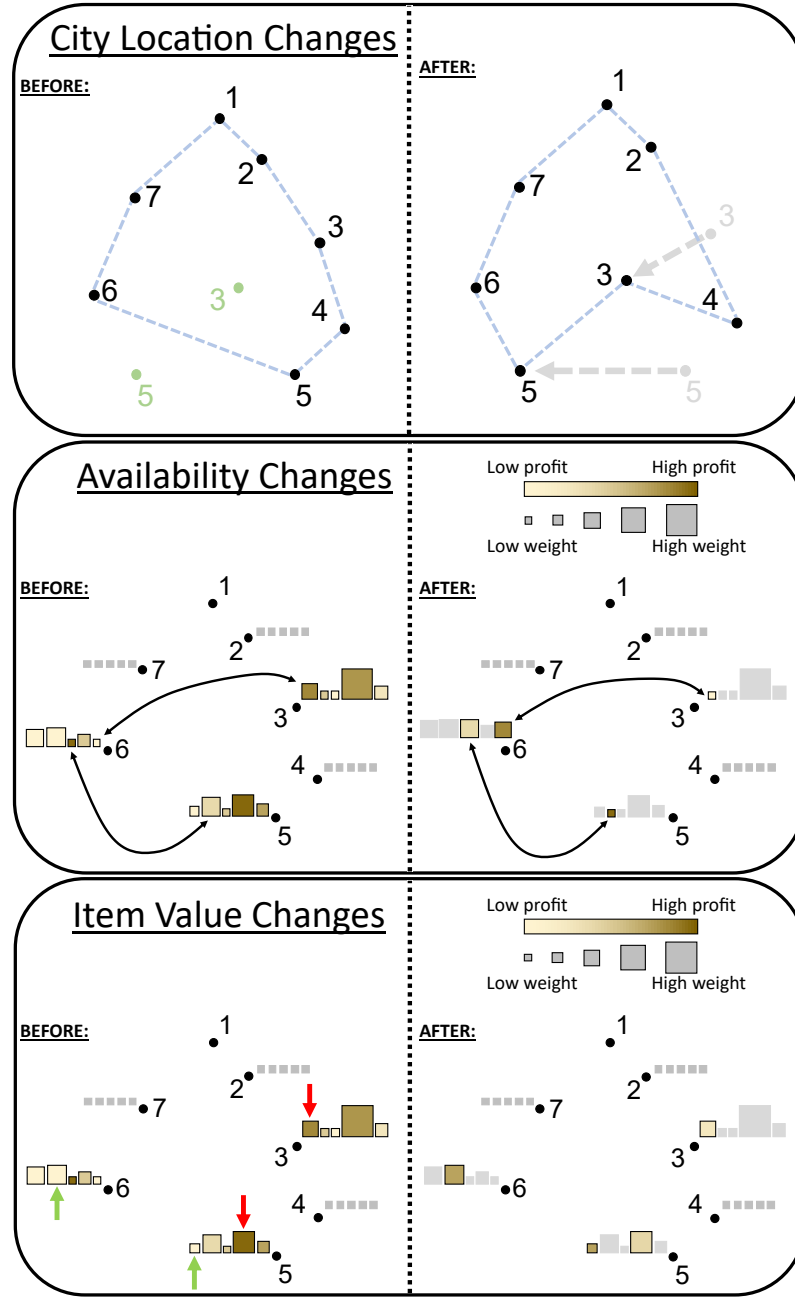 City Location Changes
BEFORE:
AFTER:
1
2
3
4
5
6
7
3
5
1
2
3
4
5
6
7
3
5
Availability Changes
Low profit
High profit
Low weight
High weight
BEFORE:
AFTER:
1
2
3
4
5
6
7
1
2
3
4
5
6
7
Item Value Changes
Low profit
High profit
Low weight
High weight
BEFORE:
AFTER:
1
2
3
4
5
6
7
1
2
3
4
5
6
7